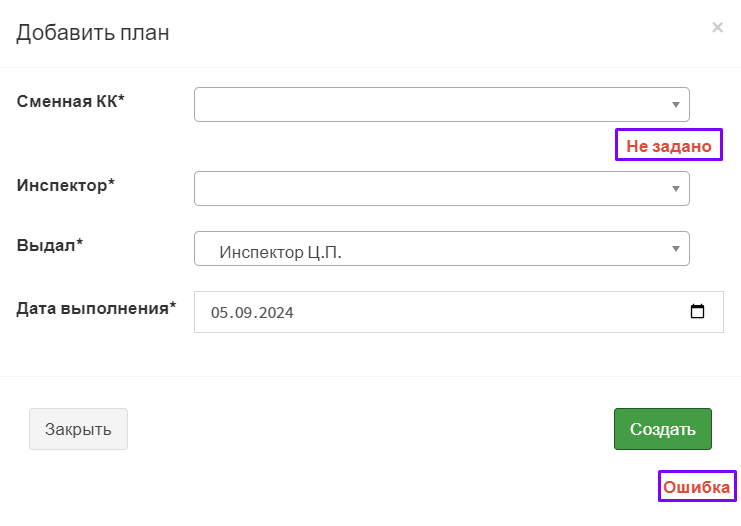 Добавить план ×
Сменная КК*
Не задано
Инспектор*
Выдал* Инспектор Ц.П.
Дата выполнения* 05.09.2024
Закрыть Создать
Ошибка